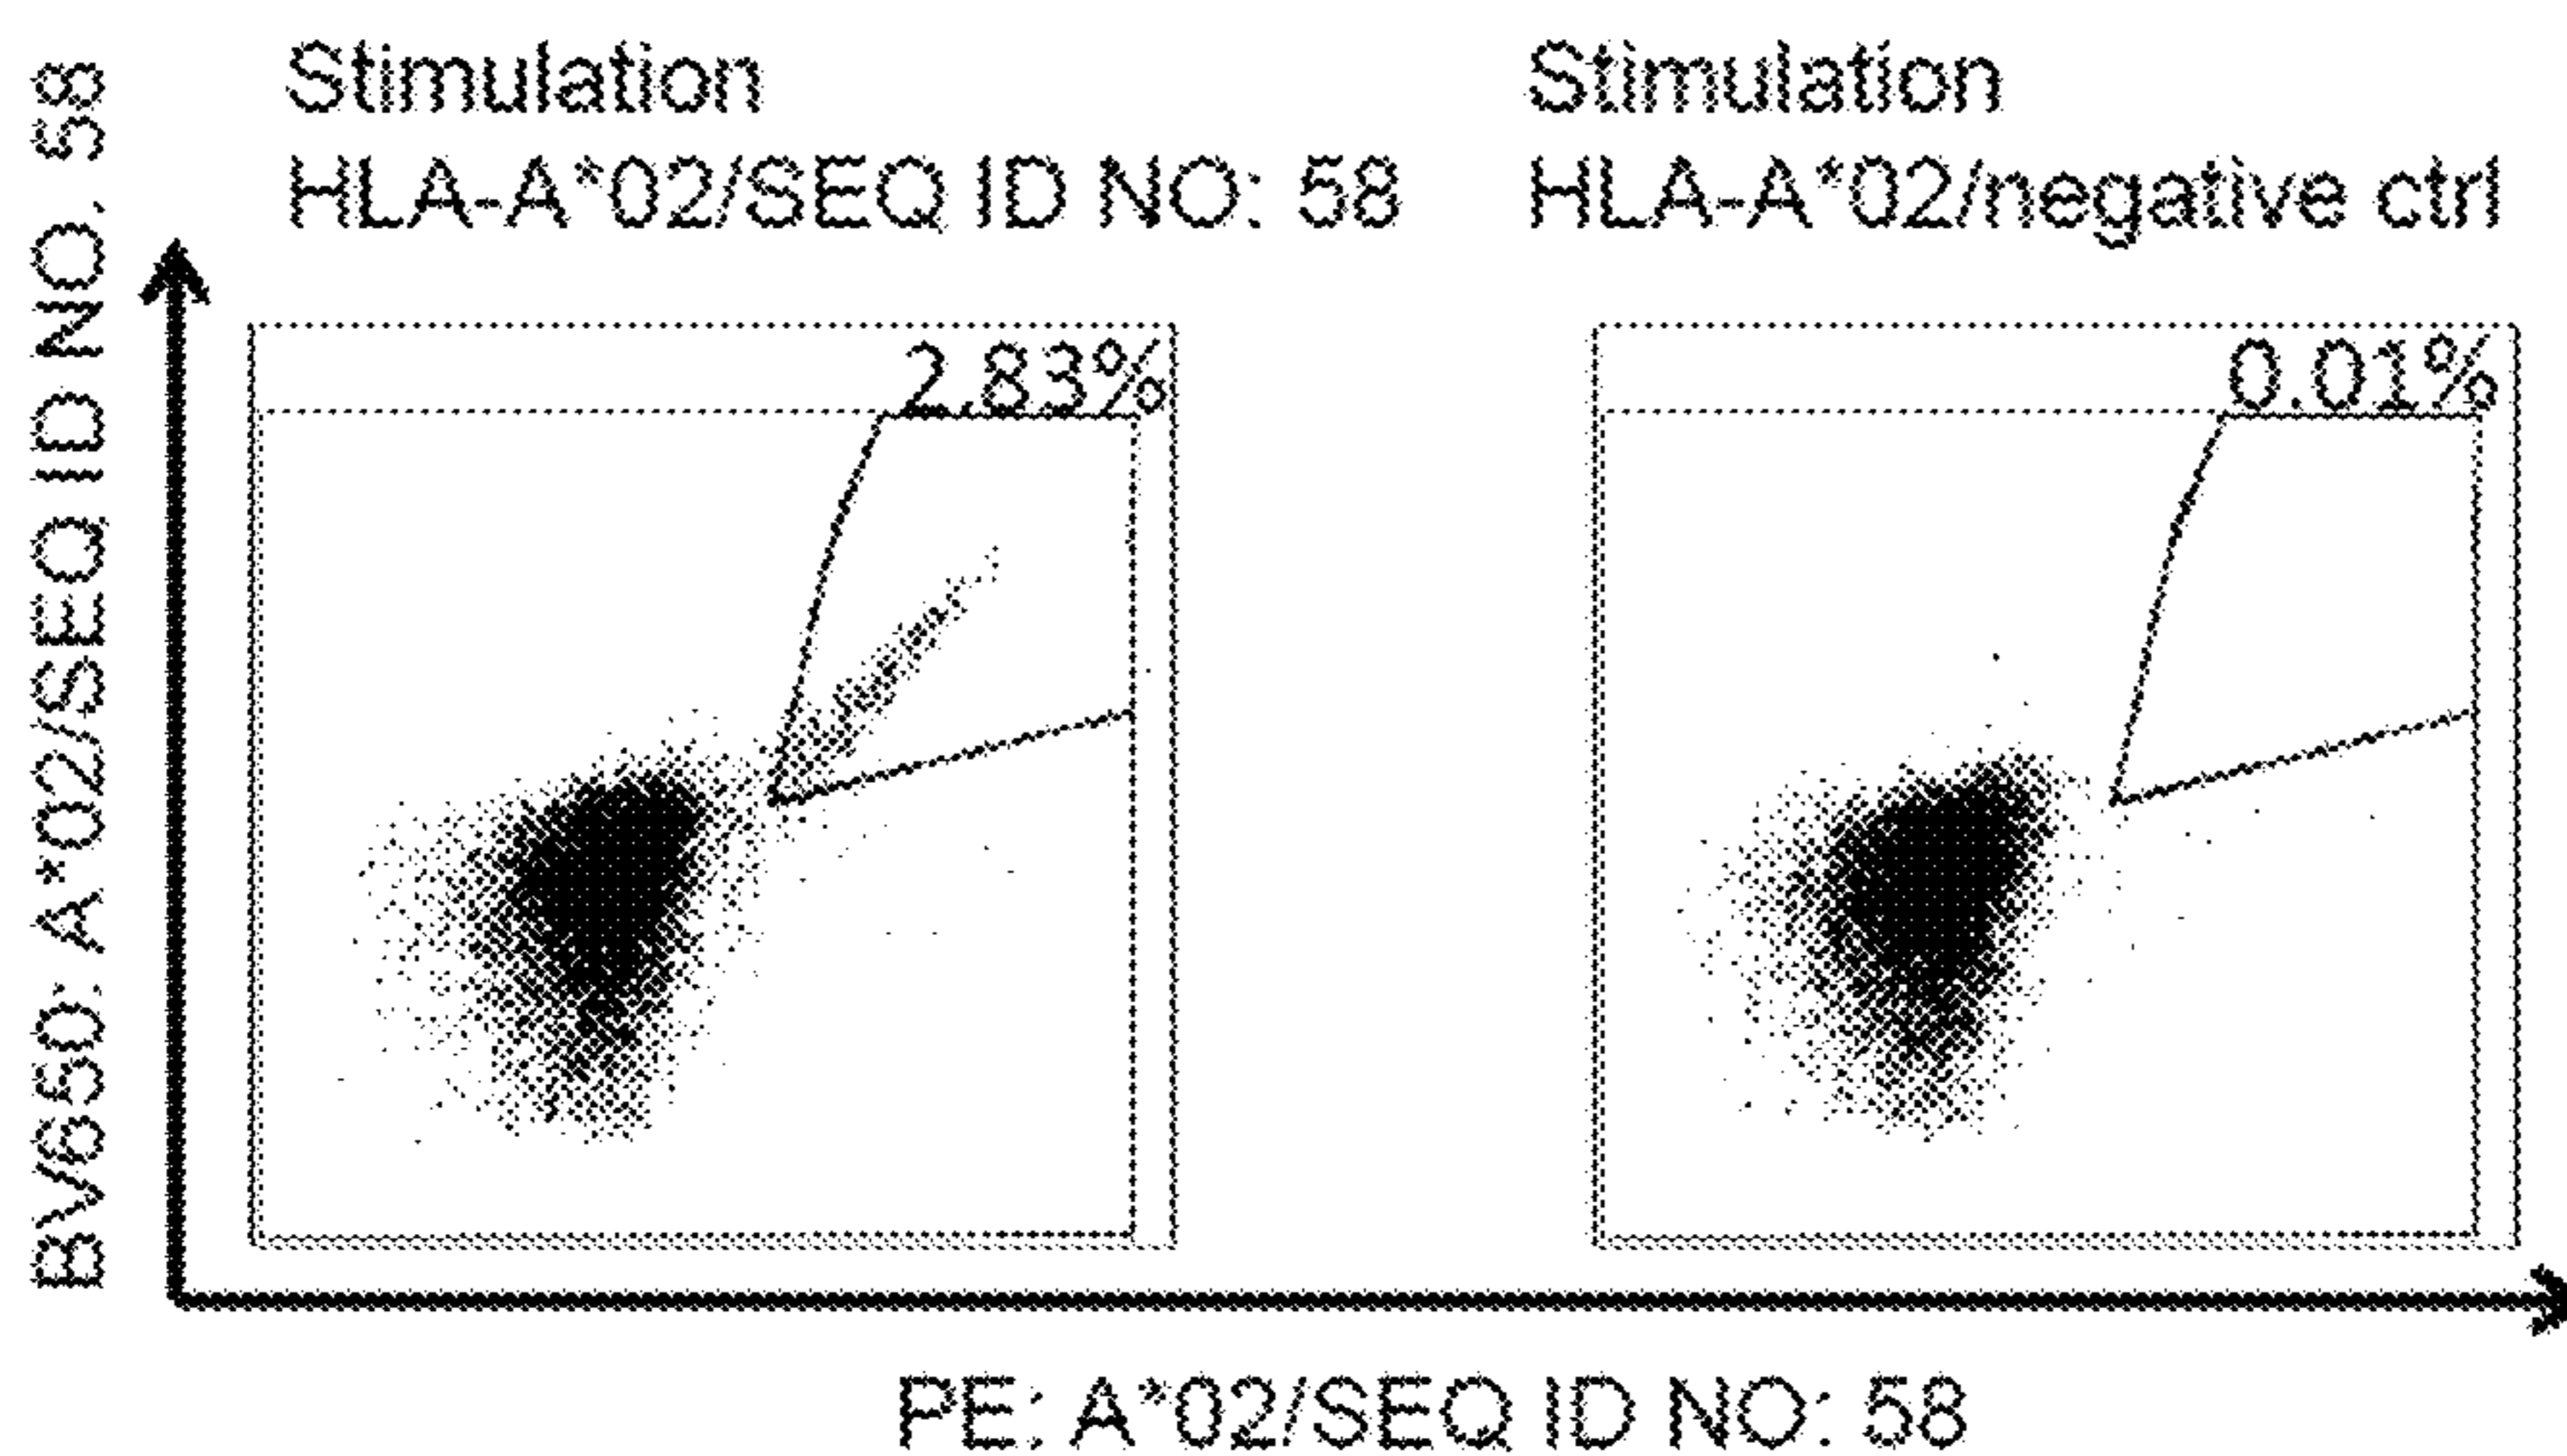 Stimulation
HLA-A*02/SEQ ID NO: 58
Stimulation
HLA-A*02/negative ctrl
BV650: A*02/SEQ ID NO. 58
2.83%
0.01%
PE: A*02/SEQ ID NO: 58